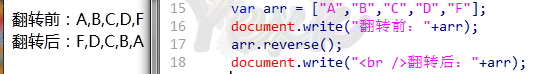 翻转前：A,B,C,D,F
翻转后：F,D,C,B,A
15 var arr = ["A","B","C","D","F"];
16 document.write("翻转前："+arr);
17 arr.reverse();
18 document.write("<br />翻转后："+arr);